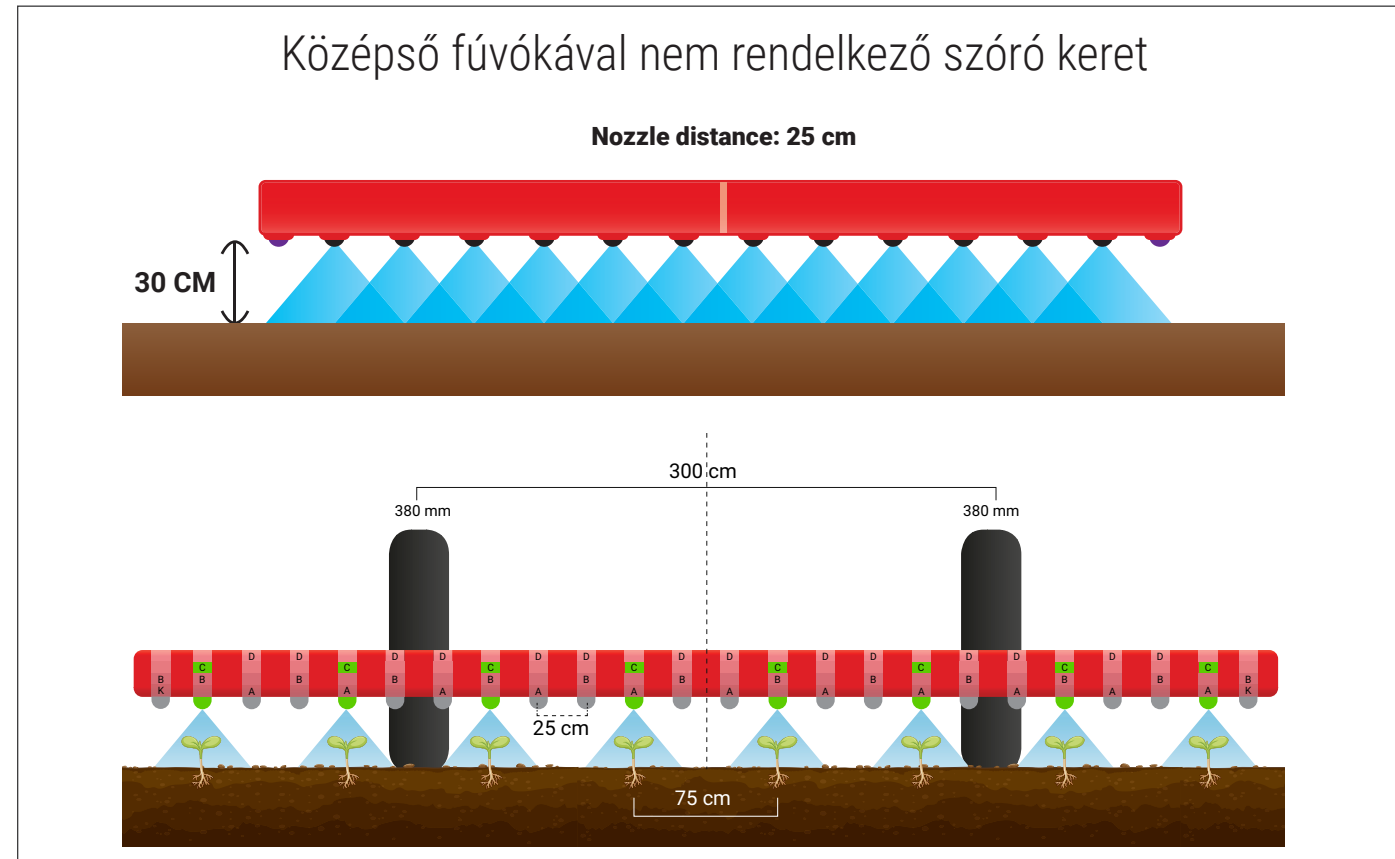 Középső fúvókával nem rendelkező szóró keret
Nozzle distance: 25 cm
30 CM
300 cm
380 mm 380 mm
D D D D D D D D D D D D D D
C C C C C C C C
B B B B B B B B B B B B
K A A A A A A A A A A K
25 cm
75 cm